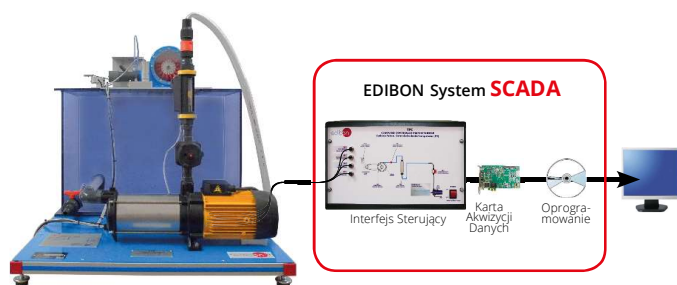 EDIBON System SCADA
Interfejs Sterujący
Karta
Akwizycji
Danych
Oprogra-
mowanie